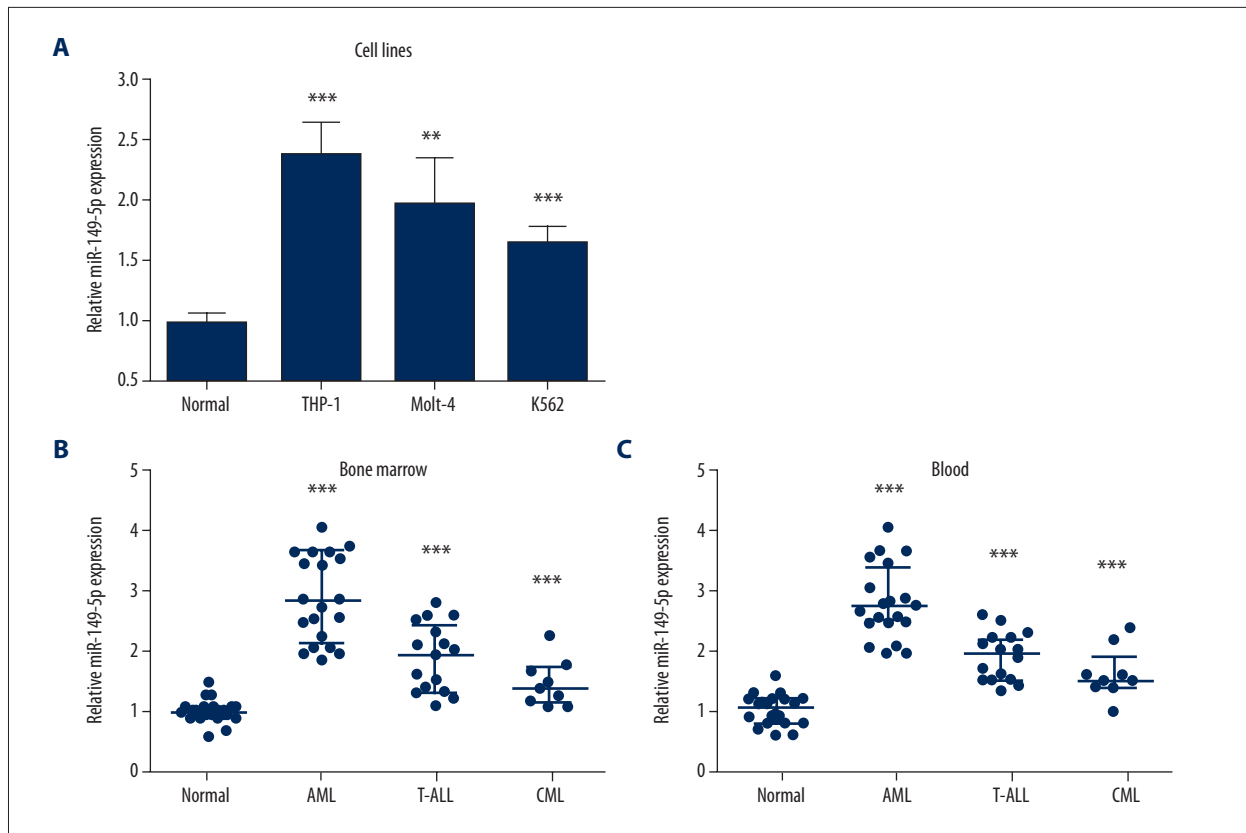 A
Cell lines
Relative miR-149-5p expression
3.0
2.5
2.0
1.5
1.0
0.5
***
**
***
Normal THP-1 Molt-4 K562
B
Bone marrow
Relative miR-149-5p expression
5
4
3
2
1
0
***
***
***
Normal AML T-ALL CML
C
Blood
Relative miR-149-5p expression
5
4
3
2
1
0
***
***
***
Normal AML T-ALL CML